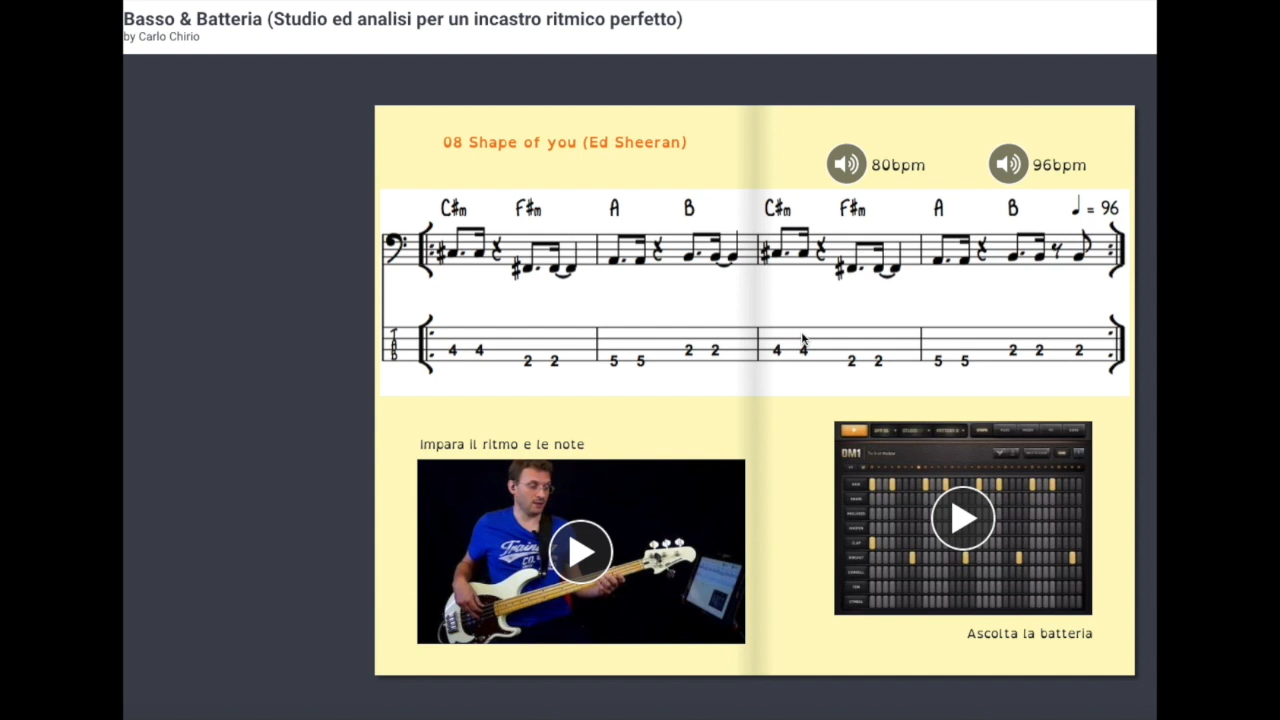 Basso & Batteria (Studio ed analisi per un incastro ritmico perfetto)
by Carlo Chirio
08 Shape of you (Ed Sheeran)
80bpm
96bpm
C#m F#m A B C#m F#m A B ♩ = 96
T
A
B
4 4 2 2 5 5 2 2 4 4 2 2 5 5 2 2 2
Impara il ritmo e le note
DM1
Ascolta la batteria